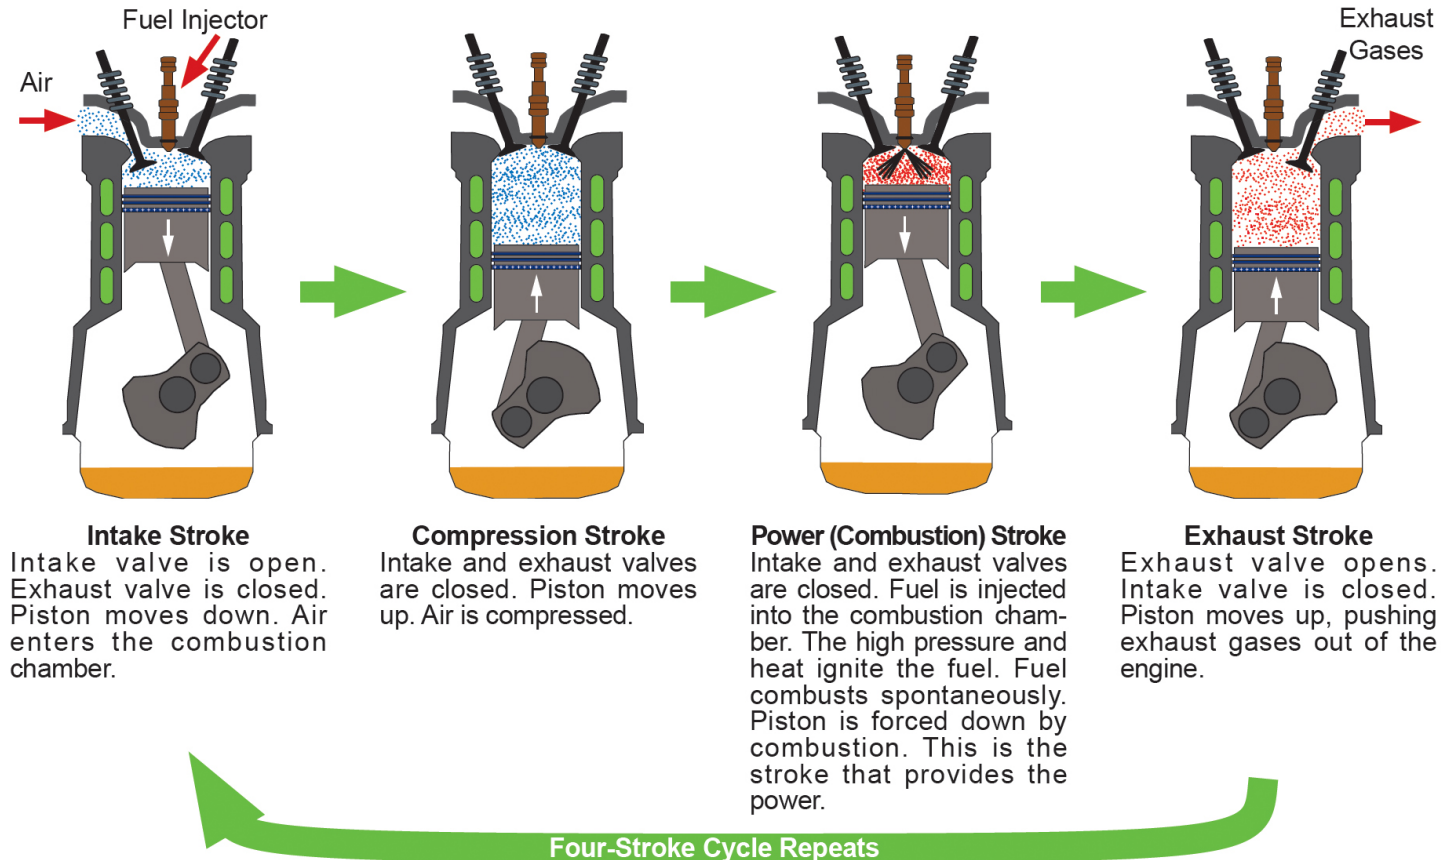 Fuel Injector
Exhaust
Gases
Air
Intake Stroke
Intake valve is open.
Exhaust valve is closed.
Piston moves down. Air
enters the combustion
chamber.
Compression Stroke
Intake and exhaust valves
are closed. Piston moves
up. Air is compressed.
Power (Combustion) Stroke
Intake and exhaust valves
are closed. Fuel is injected
into the combustion cham-
ber. The high pressure and
heat ignite the fuel. Fuel
combusts spontaneously.
Piston is forced down by
combustion. This is the
stroke that provides the
power.
Exhaust Stroke
Exhaust valve opens.
Intake valve is closed.
Piston moves up, pushing
exhaust gases out of the
engine.
Four-Stroke Cycle Repeats